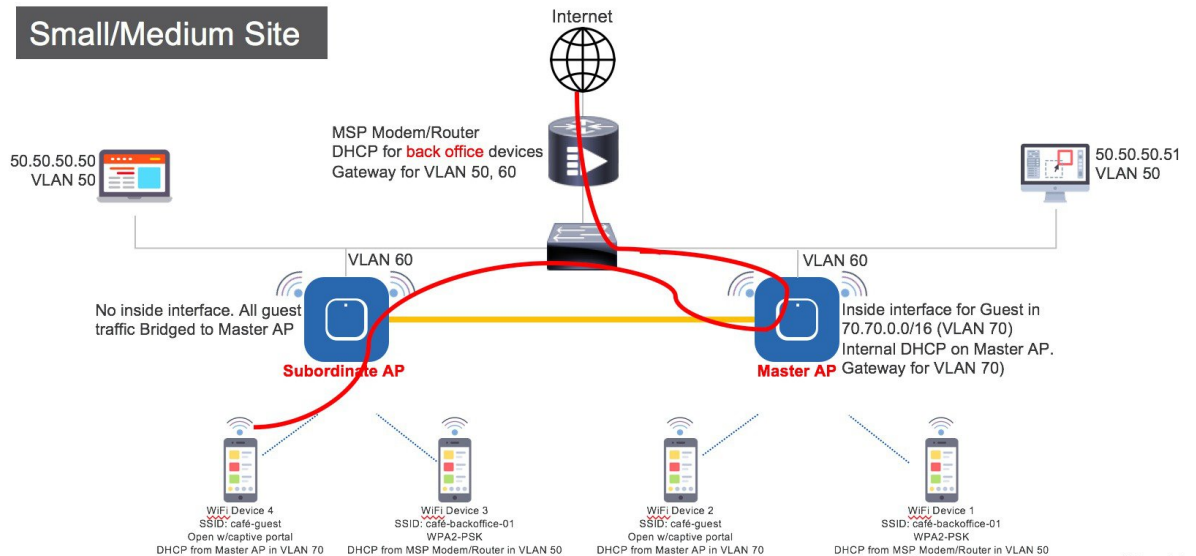 Small/Medium Site
Internet
MSP Modem/Router
DHCP for back office devices
Gateway for VLAN 50, 60
50.50.50.50
VLAN 50
50.50.50.51
VLAN 50
VLAN 60
VLAN 60
No inside interface. All guest
traffic Bridged to Master AP
Inside interface for Guest in
70.70.0.0/16 (VLAN 70)
Internal DHCP on Master AP.
Gateway for VLAN 70)
Subordinate AP
Master AP
WiFi Device 4
SSID: café-guest
Open w/captive portal
DHCP from Master AP in VLAN 70
WiFi Device 3
SSID: café-backoffice-01
WPA2-PSK
DHCP from MSP Modem/Router in VLAN 50
WiFi Device 2
SSID: café-guest
Open w/captive portal
DHCP from Master AP in VLAN 70
WiFi Device 1
SSID: café-backoffice-01
WPA2-PSK
DHCP from MSP Modem/Router in VLAN 50